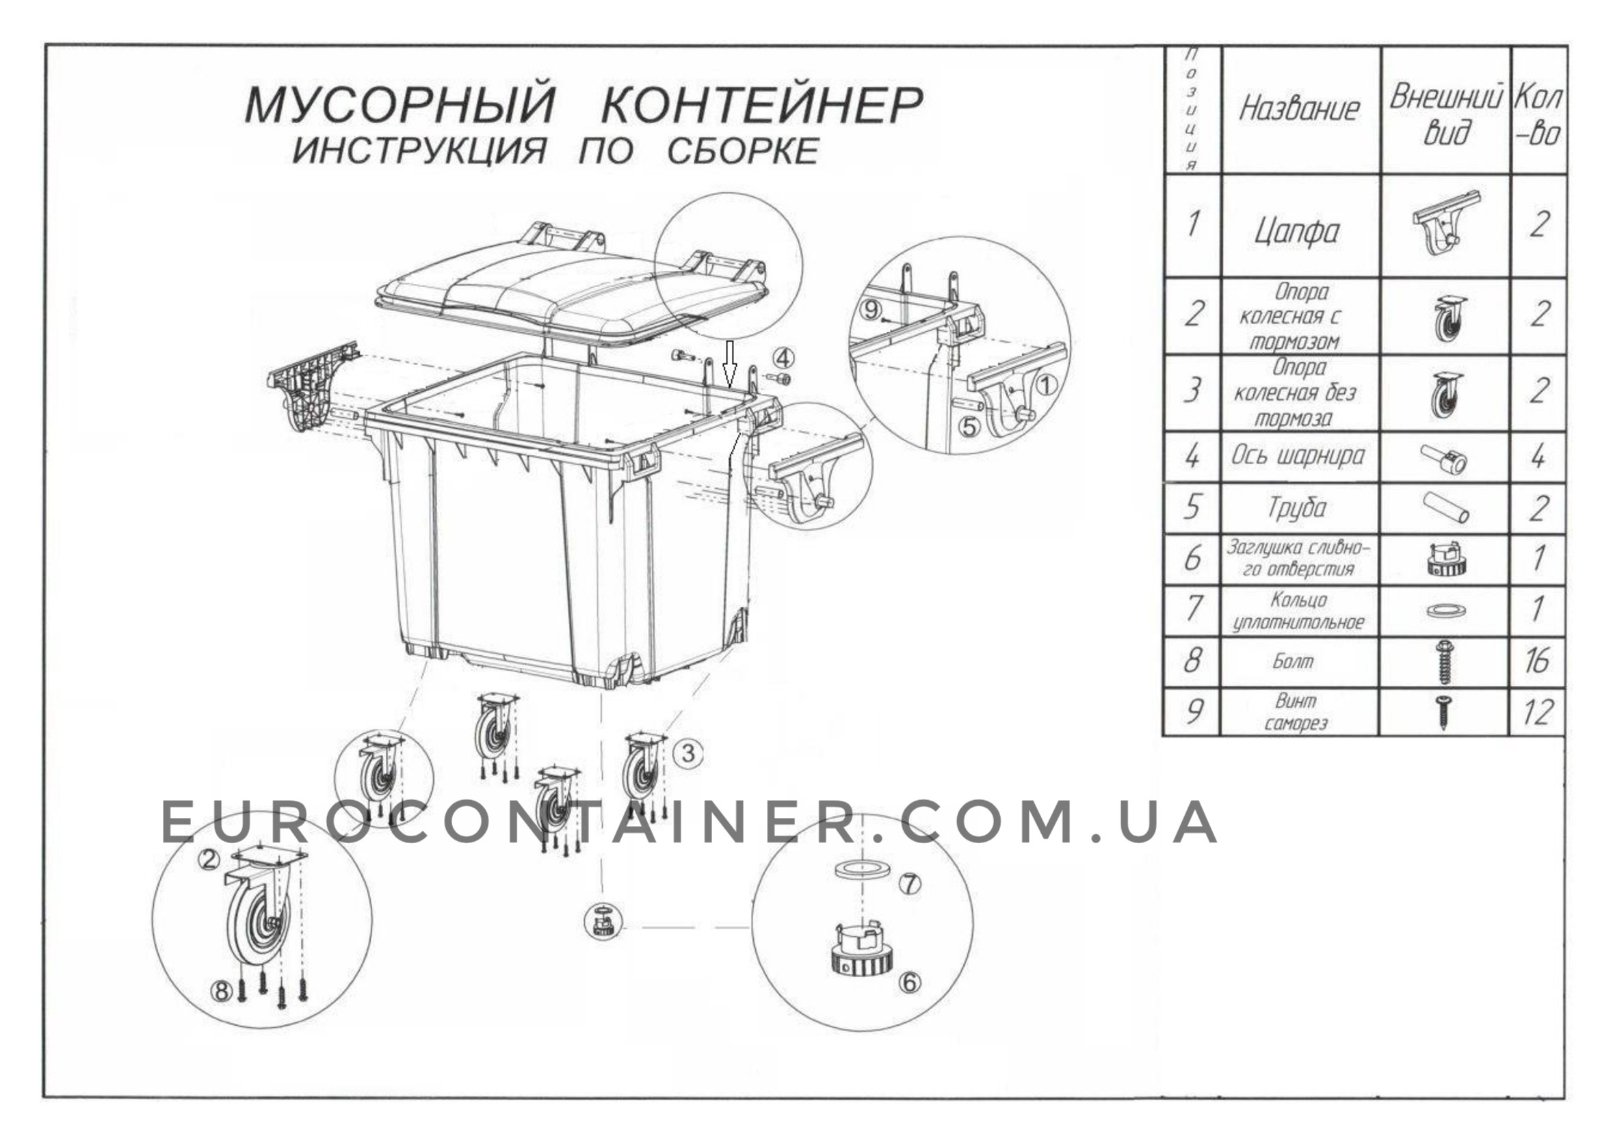 МУСОРНЫЙ КОНТЕЙНЕР
ИНСТРУКЦИЯ ПО СБОРКЕ
Позиция
Название
Внешний
вид
Кол
-во
1
Цапфа
2
2
Опора
колесная с
тормозом
2
3
Опора
колесная без
тормоза
2
4
Ось шарнира
4
5
Труба
2
6
Заглушка сливно-
го отверстия
1
7
Кольцо
уплотнительное
1
8
Болт
16
9
Винт
саморез
12
9
4
1
5
3
EUROCONTAINER.COM.UA
2
7
8
6